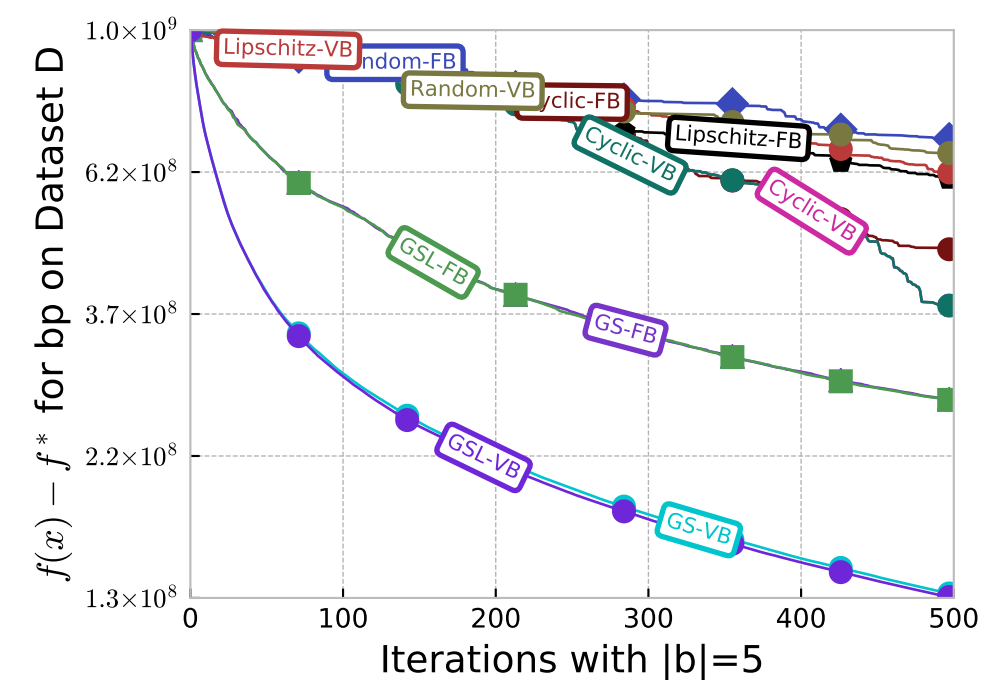 f(x) − f* for bp on Dataset D
1.0×10⁹
6.2×10⁸
3.7×10⁸
2.2×10⁸
1.3×10⁸
Lipschitz-VB
ndom-FB
Random-VB
yclic-FB
Lipschitz-FB
Cyclic-VB
Cyclic-VB
GSL-FB
GS-FB
GSL-VB
GS-VB
0 100 200 300 400 500
Iterations with |b|=5